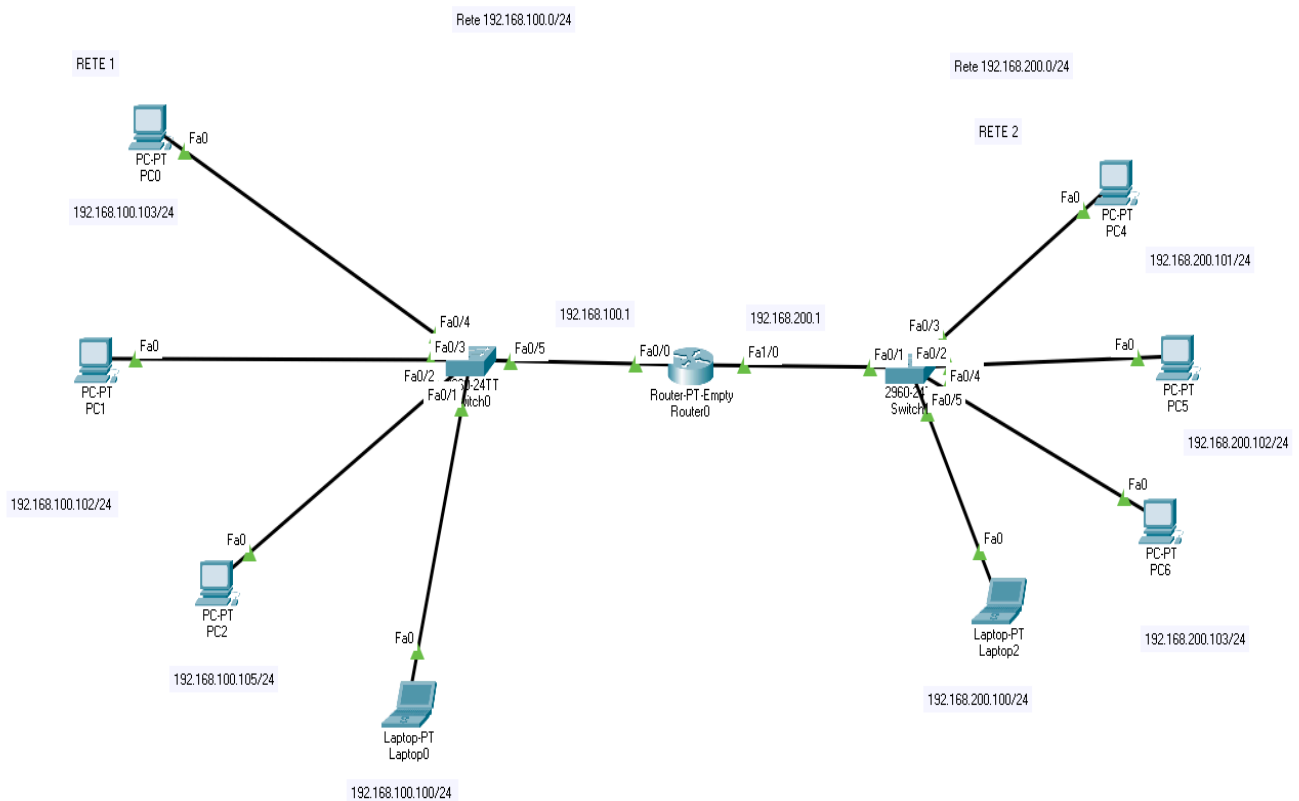 Rete 192.168.100.0/24
RETE 1
Rete 192.168.200.0/24
RETE 2
Fa0
PC-PT
PC0
192.168.100.103/24
Fa0
PC-PT
PC4
192.168.200.101/24
192.168.100.1
192.168.200.1
Fa0/4
Fa0/3
Fa0/2
Fa0/1
Fa0/5
Fa0/0
Fa1/0
Fa0/1
Fa0/3
Fa0/2
Fa0/4
Fa0/5
Fa0
PC-PT
PC1
Router-PT-Empty
Router0
2960-24
Switch
Fa0
PC-PT
PC5
192.168.200.102/24
192.168.100.102/24
Fa0
PC-PT
PC2
192.168.100.105/24
Fa0
PC-PT
PC6
192.168.200.103/24
Fa0
Laptop-PT
Laptop2
192.168.200.100/24
Fa0
Laptop-PT
Laptop0
192.168.100.100/24